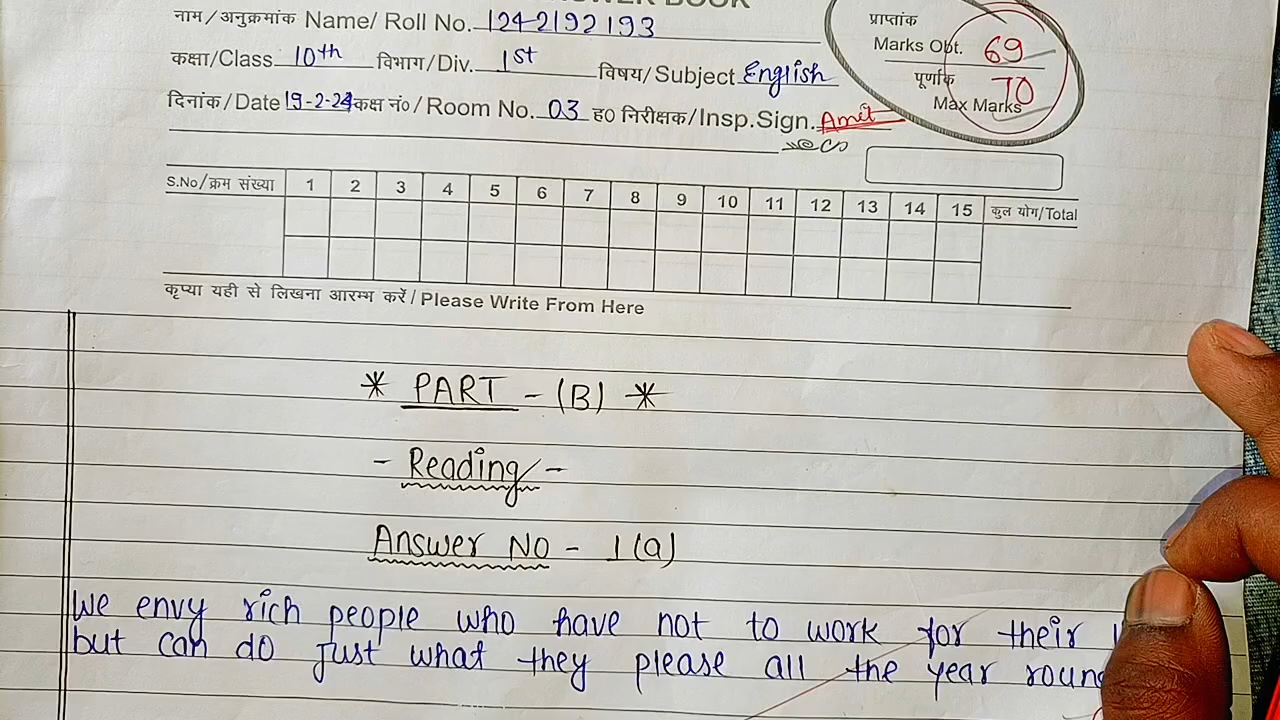 ANSWER BOOK
नाम/अनुक्रमांक Name/ Roll No. 1242192193
प्राप्तांक
Marks Obt. 69
कक्षा/Class 10th विभाग/Div. 1st विषय/Subject English
पूर्णांक 70
Max Marks
दिनांक/Date 19-2-24 कक्ष नं०/Room No. 03 ह० निरीक्षक/Insp.Sign. Amit
S.No/क्रम संख्या 1 2 3 4 5 6 7 8 9 10 11 12 13 14 15 कुल योग/Total
कृप्या यही से लिखना आरम्भ करें/Please Write From Here
* PART - (B) *
- Reading -
Answer No - 1(a)
We envy rich people who have not to work for their
but can do just what they please all the year roun